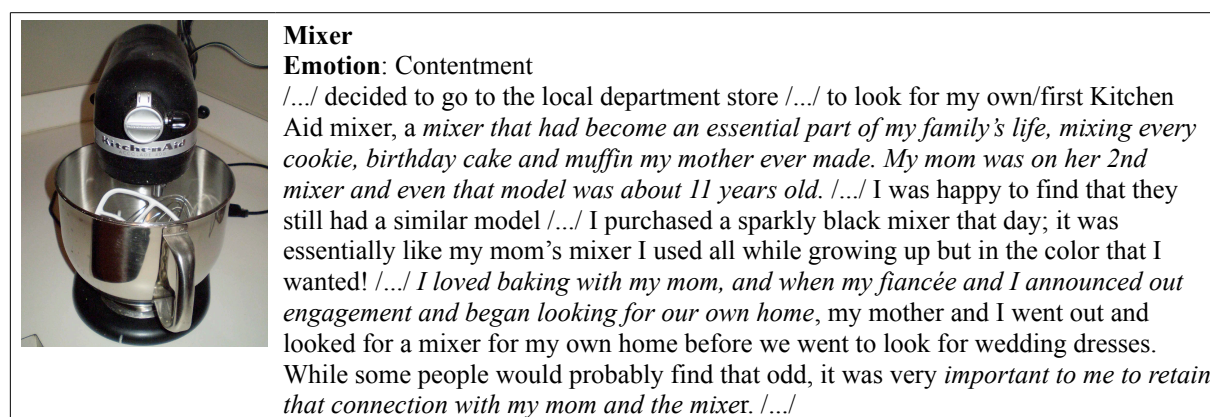 KitchenAid
Mixer
Emotion: Contentment
/.../ decided to go to the local department store /.../ to look for my own/first Kitchen
Aid mixer, a mixer that had become an essential part of my family's life, mixing every
cookie, birthday cake and muffin my mother ever made. My mom was on her 2nd
mixer and even that model was about 11 years old. /.../ I was happy to find that they
still had a similar model /.../ I purchased a sparkly black mixer that day; it was
essentially like my mom's mixer I used all while growing up but in the color that I
wanted! /.../ I loved baking with my mom, and when my fiancée and I announced out
engagement and began looking for our own home, my mother and I went out and
looked for a mixer for my own home before we went to look for wedding dresses.
While some people would probably find that odd, it was very important to me to retain
that connection with my mom and the mixer. /.../